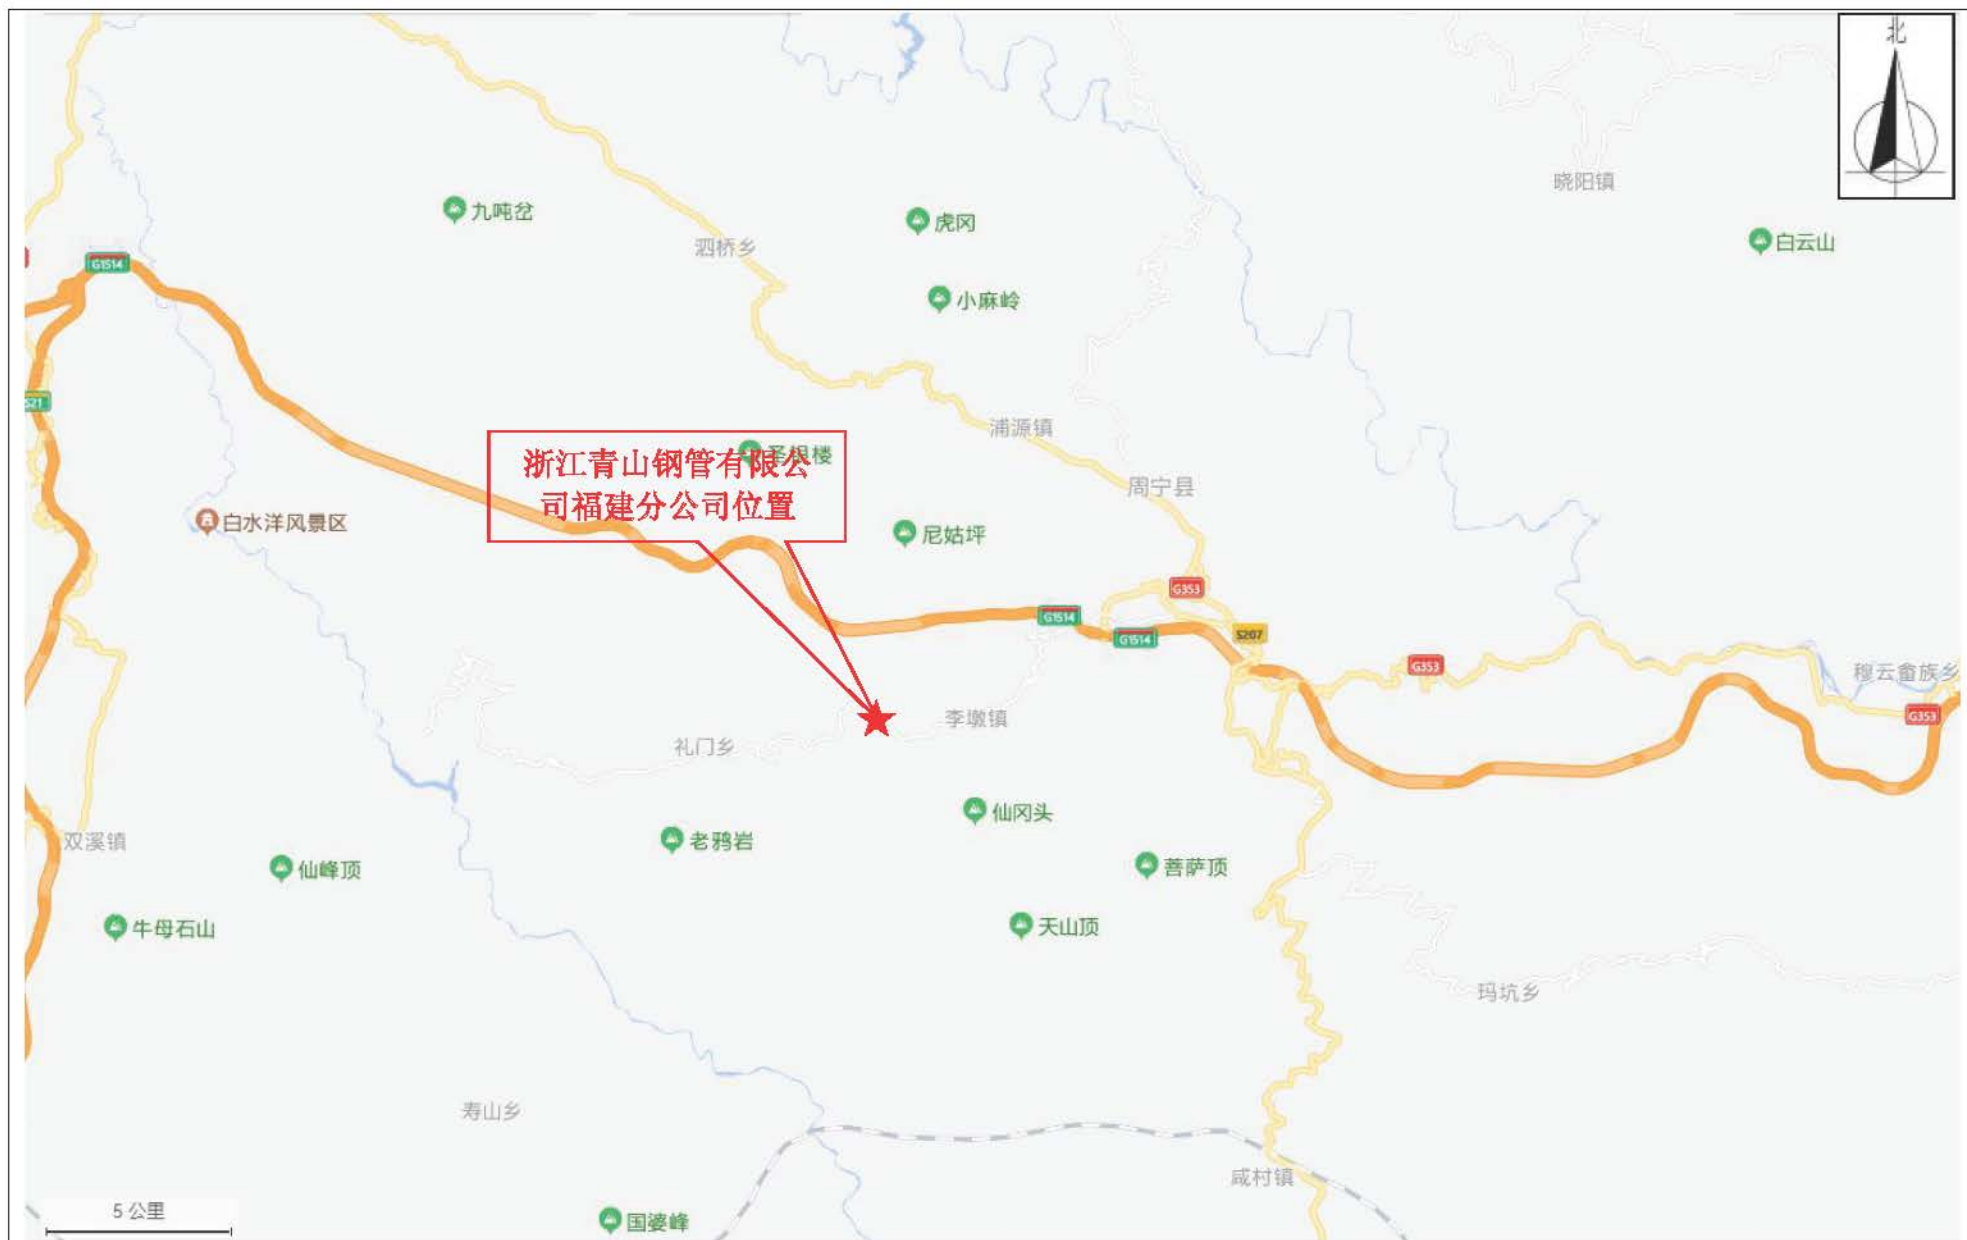 北
晓阳镇
九吨岔
虎冈
泗桥乡
白云山
G1514
小麻岭
S21
浦源镇
浙江青山钢管有限公
司福建分公司位置
周宁县
白水洋风景区
尼姑坪
G353
G1514
G1514
S207
G353
穆云畲族乡
G353
李墩镇
礼门乡
仙冈头
双溪镇
老鸦岩
仙峰顶
菩萨顶
牛母石山
天山顶
玛坑乡
寿山乡
咸村镇
5 公里
国婆峰